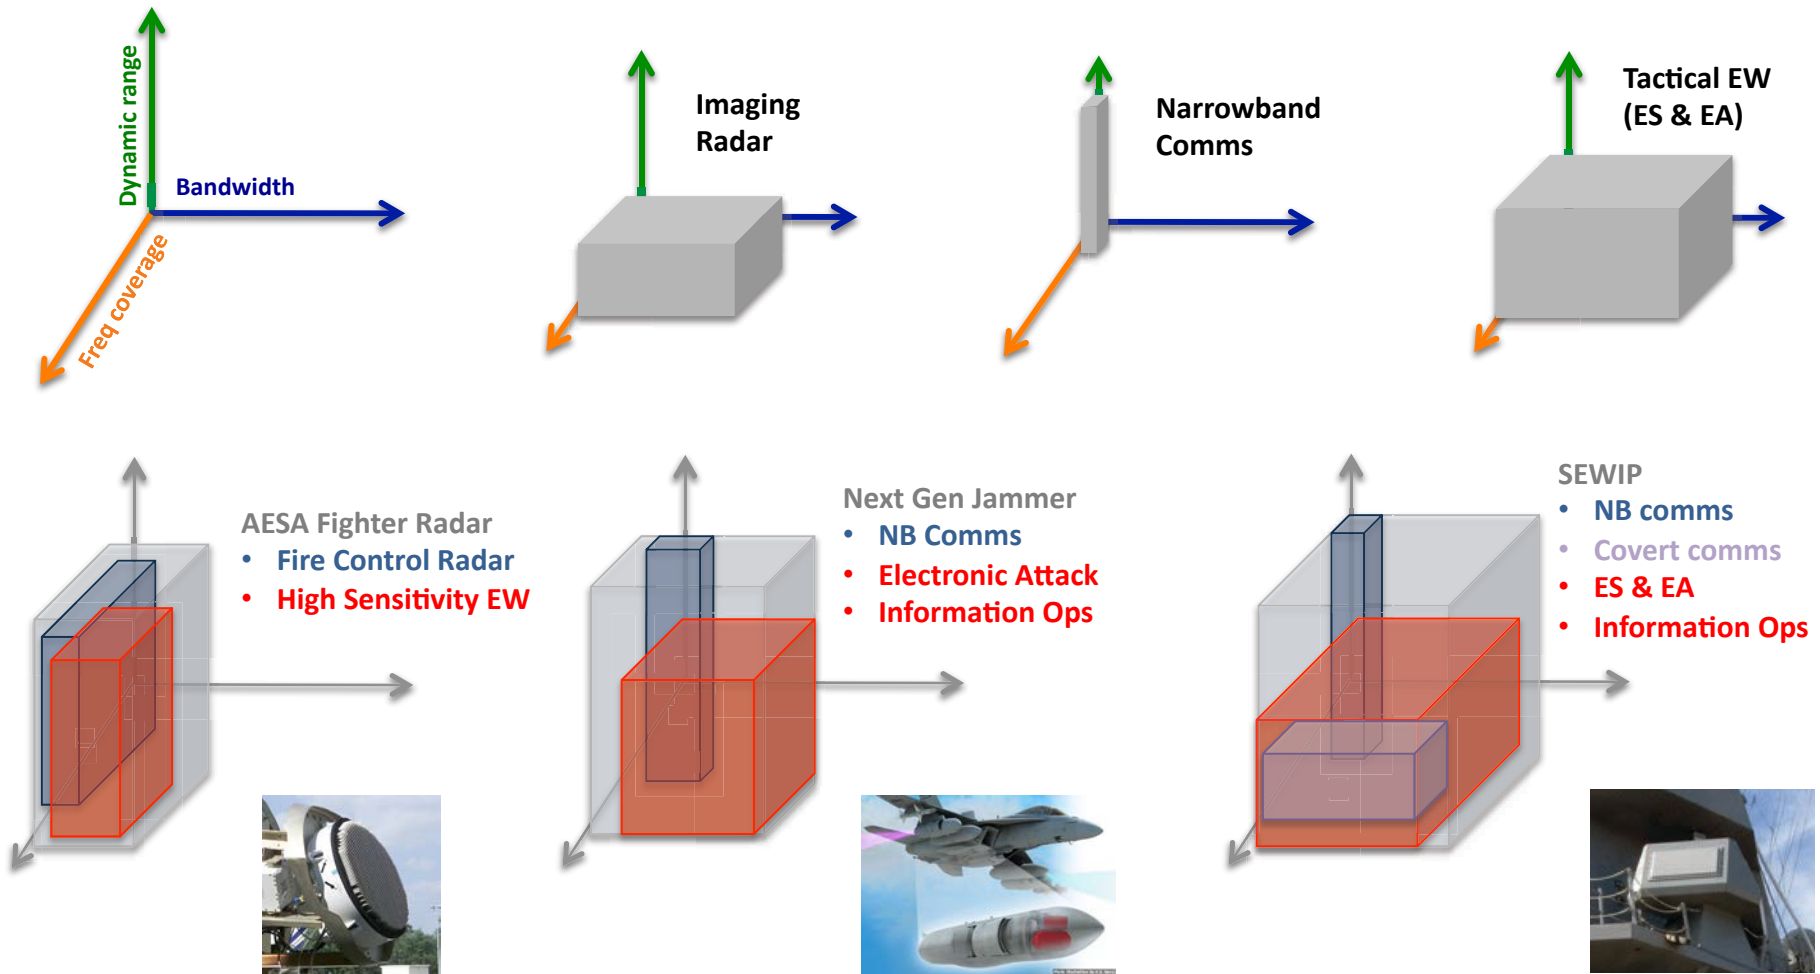 Dynamic range
Bandwidth
Freq coverage
Imaging
Radar
Narrowband
Comms
Tactical EW
(ES & EA)
AESA Fighter Radar
• Fire Control Radar
• High Sensitivity EW
Next Gen Jammer
• NB Comms
• Electronic Attack
• Information Ops
SEWIP
• NB comms
• Covert comms
• ES & EA
• Information Ops